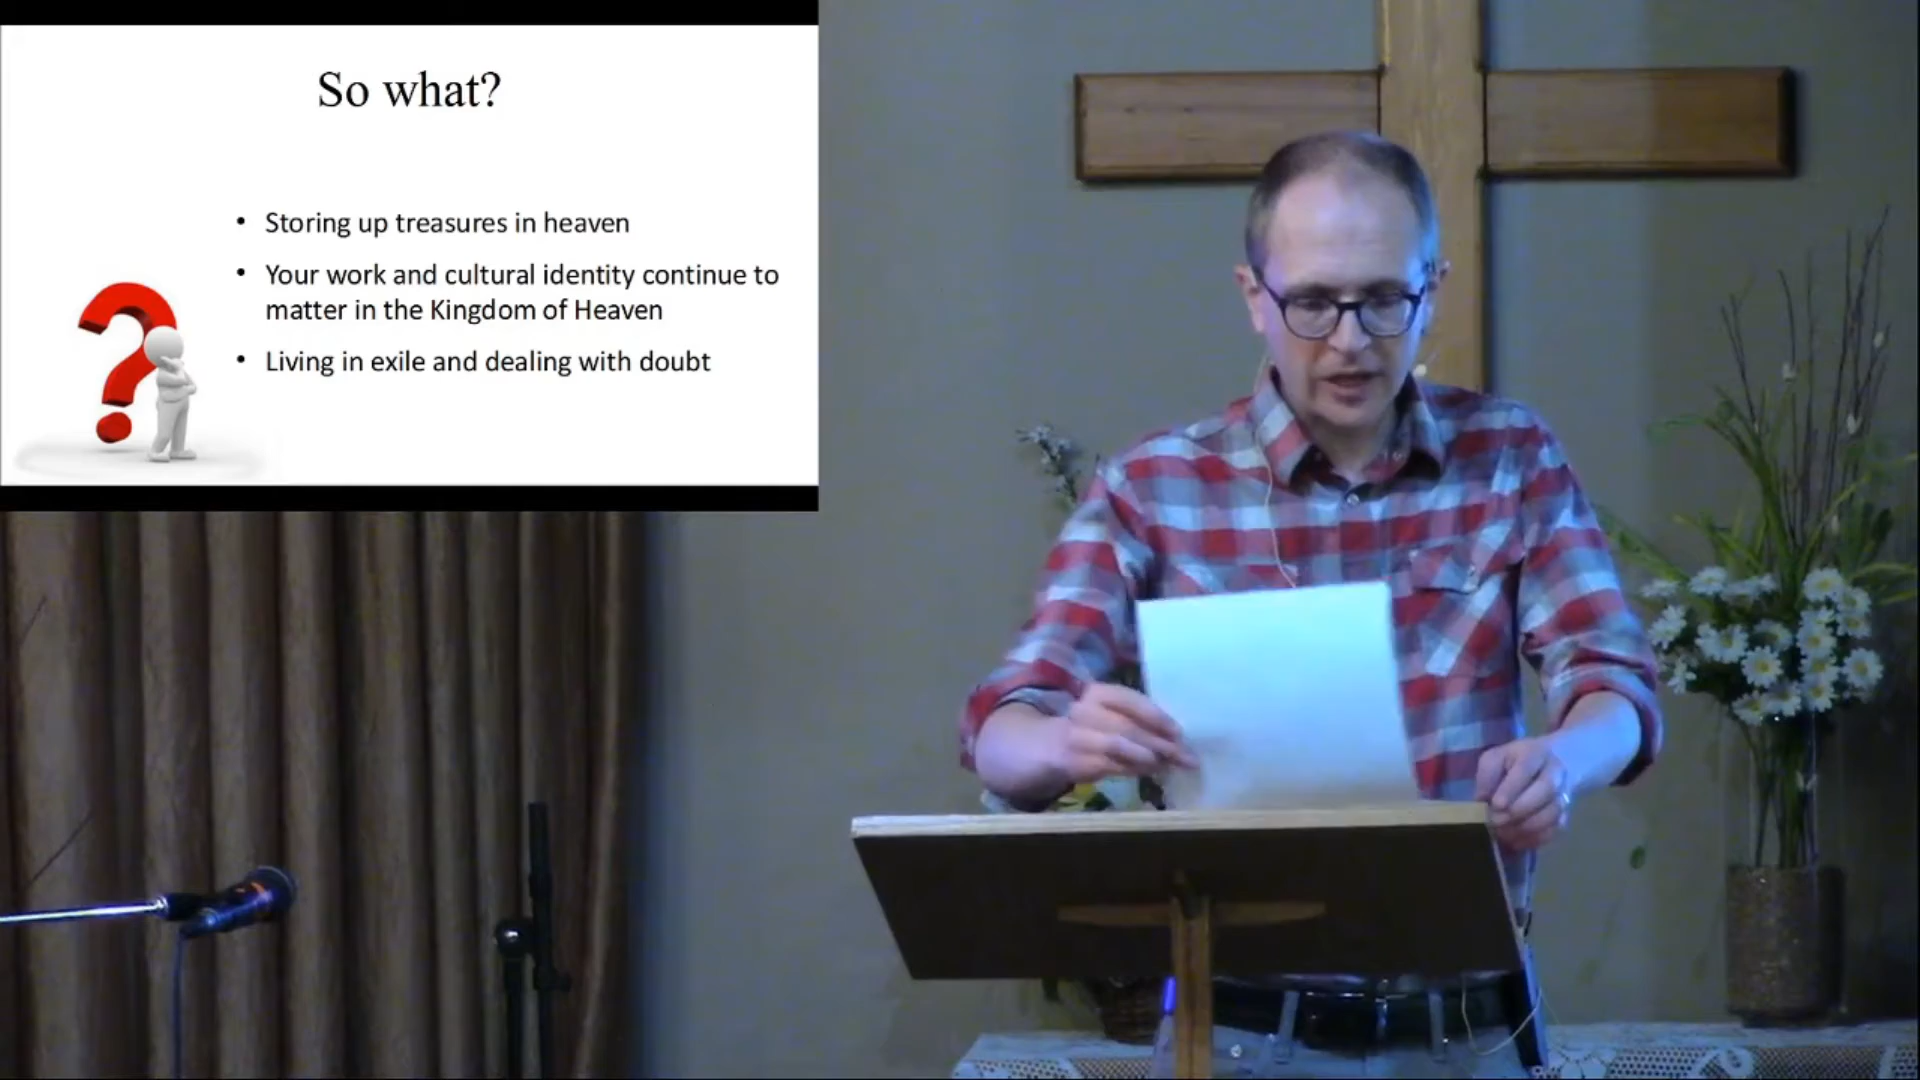 So what?
• Storing up treasures in heaven
• Your work and cultural identity continue to
matter in the Kingdom of Heaven
• Living in exile and dealing with doubt